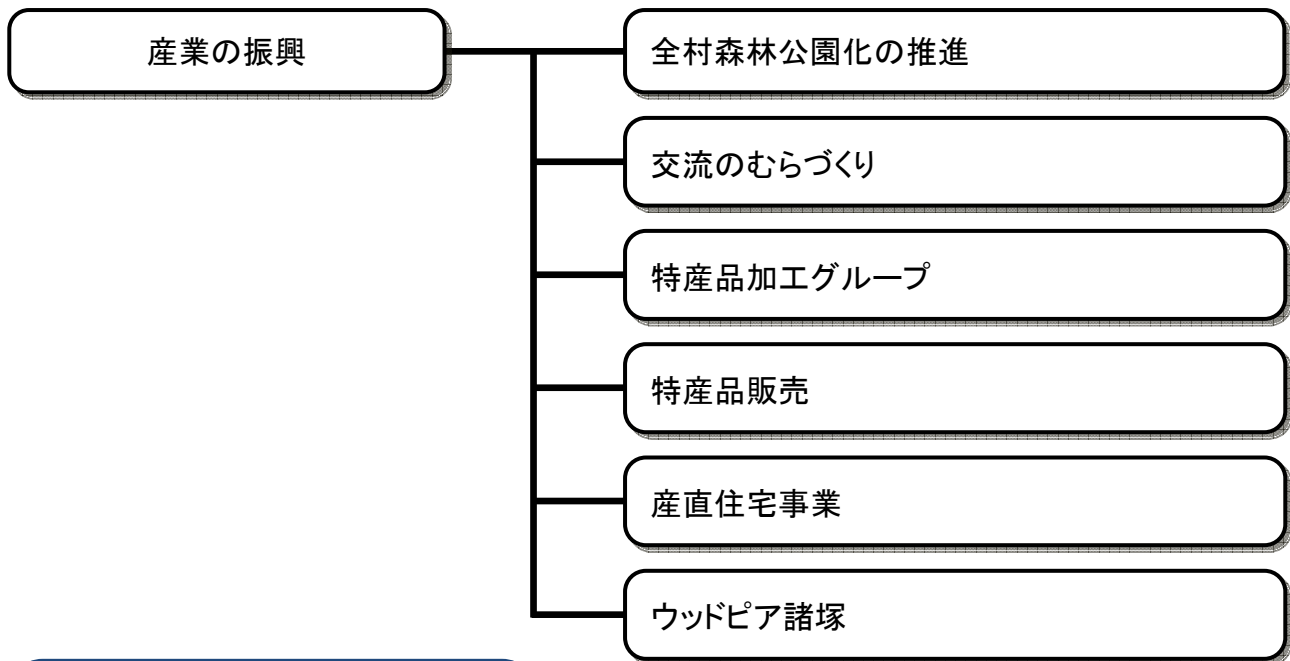 産業の振興
全村森林公園化の推進
交流のむらづくり
特産品加工グループ
特産品販売
産直住宅事業
ウッドピア諸塚